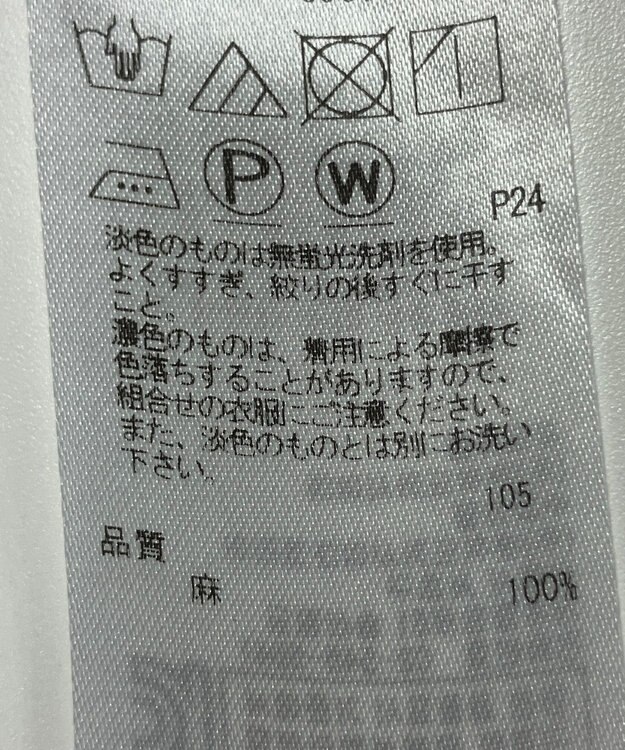 P
W
P24
淡色のものは無蛍光洗剤を使用。
よくすすぎ、絞りの後すぐに干す
こと。
濃色のものは、着用による摩擦で
色落ちすることがありますので、
組合せの衣服にご注意ください。
また、淡色のものとは別にお洗い
下さい。
105
品質
麻 100%